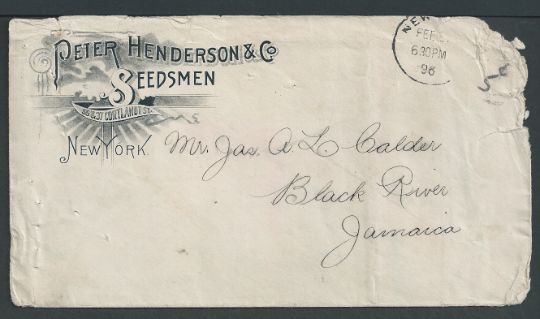 PETER HENDERSON & CO
SEEDSMEN
35 & 37 CORTLANDT ST.
NEW YORK
NEW
FEB
6 30 PM
96
Mr. Jas. A L Calder
Black River
Jamaica